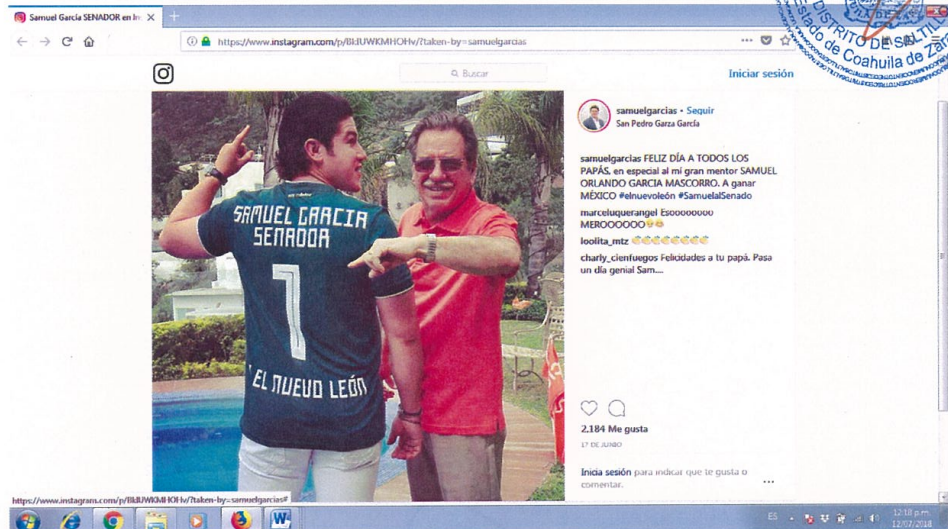 Samuel García SENADOR en In
https://www.instagram.com/p/BkIUWKMHOHv/?taken-by=samuelgarcias
DISTRITO DE SALTILLO
Estado de Coahuila de Zara
Buscar
Iniciar sesión
samuelgarcias • Seguir
San Pedro Garza García
samuelgarcias FELIZ DÍA A TODOS LOS
PAPÁS, en especial al mí gran mentor SAMUEL
ORLANDO GARCIA MASCORRO. A ganar
MÉXICO #elnuevoleón #SamuelalSenado
marceluquerangel Esooooooooo
MEROOOOOO
loolita_mtz
charly_cienfuegos Felicidades a tu papá. Pasa
un día genial Sam....
SAMUEL GARCIA
SENADOR
1
EL NUEVO LEÓN
2,184 Me gusta
17 DE JUNIO
Inicia sesión para indicar que te gusta o
comentar.
https://www.instagram.com/p/BkIUWKMHOHv/?taken-by=samuelgarcias#
ES
12:18 p.m.
12/07/2018